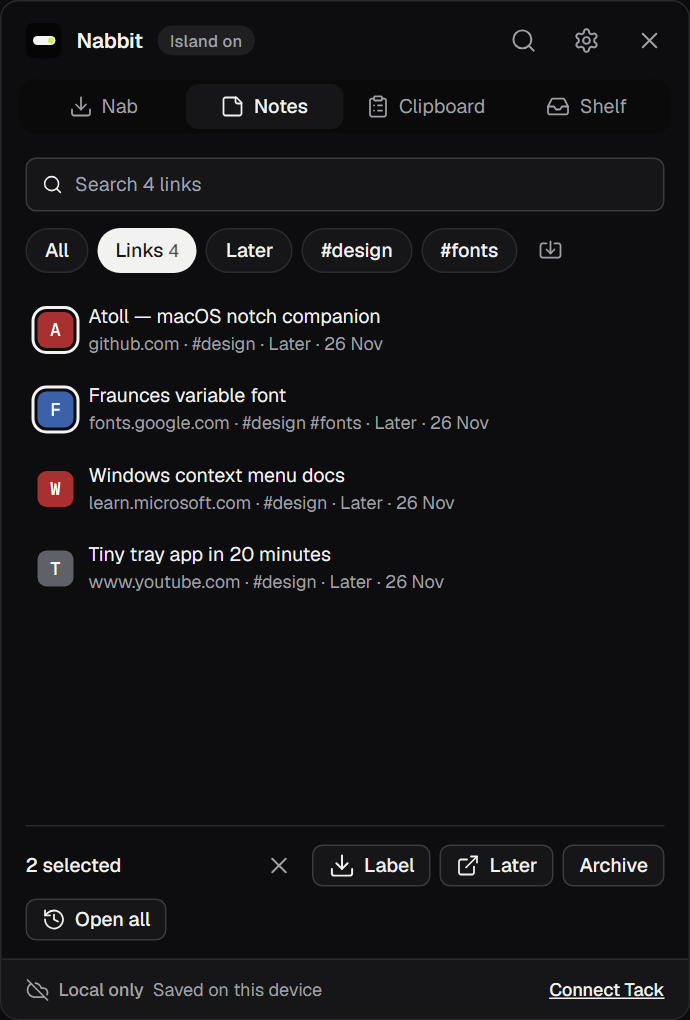 Nabbit Island on
Nab Notes Clipboard Shelf
Search 4 links
All Links 4 Later #design #fonts
A Atoll — macOS notch companion
github.com · #design · Later · 26 Nov
F Fraunces variable font
fonts.google.com · #design #fonts · Later · 26 Nov
W Windows context menu docs
learn.microsoft.com · #design · Later · 26 Nov
T Tiny tray app in 20 minutes
www.youtube.com · #design · Later · 26 Nov
2 selected Label Later Archive
Open all
Local only Saved on this device Connect Tack